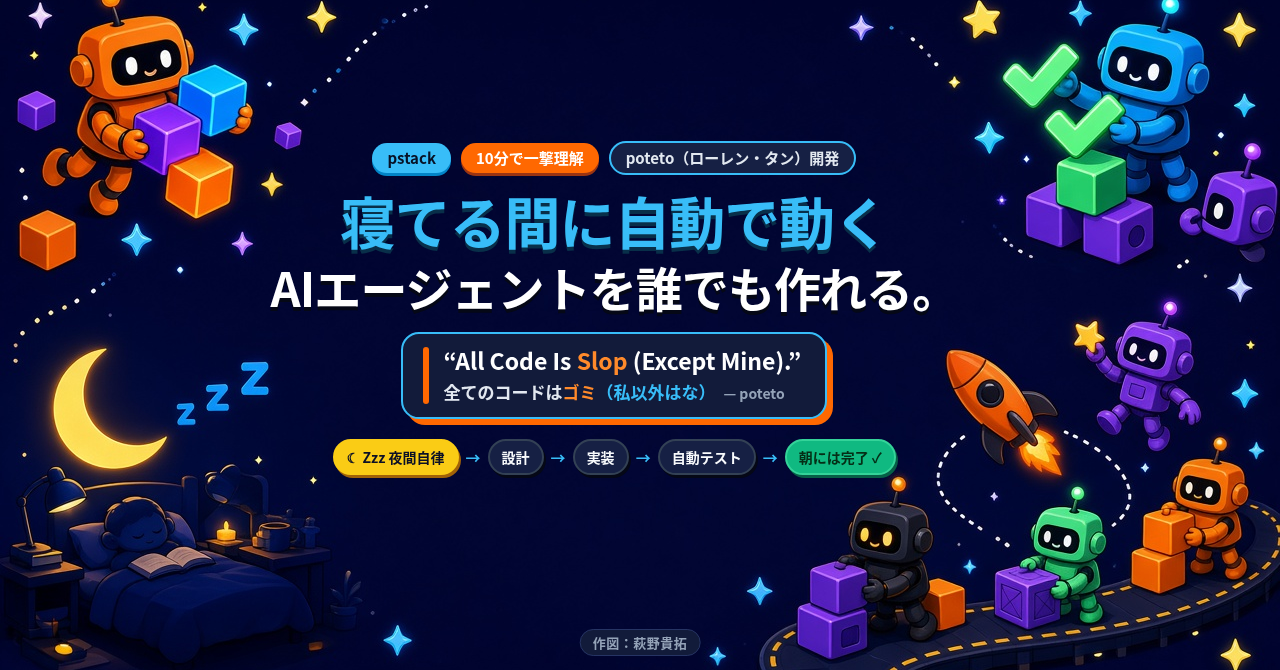 pstack 10分で一撃理解 poteto（ローレン・タン）開発
寝てる間に自動で動く
AIエージェントを誰でも作れる。
“All Code Is Slop (Except Mine).”
全てのコードはゴミ（私以外はな） — poteto
☾ Zzz 夜間自律 → 設計 → 実装 → 自動テスト → 朝には完了 ✓
z z z
作図：萩野貴拓